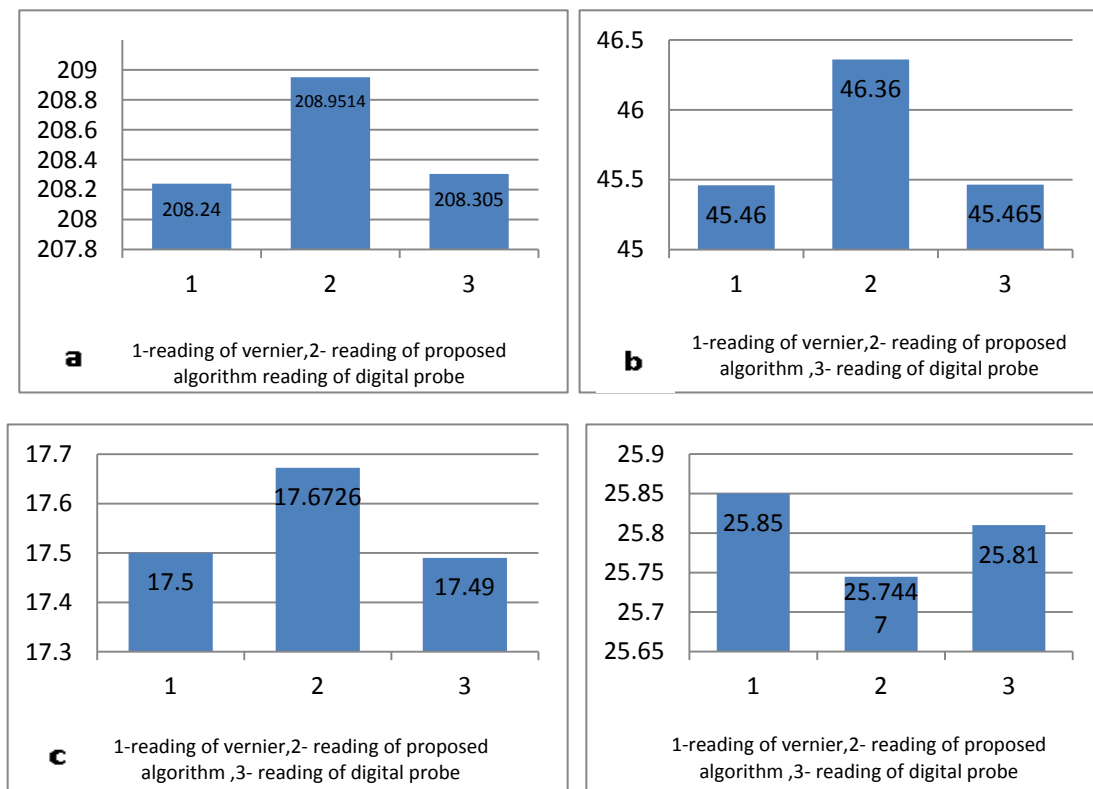 209
208.8
208.6
208.4
208.2
208
207.8
208.24
208.9514
208.305
1 2 3
a
1-reading of vernier,2- reading of proposed
algorithm reading of digital probe
46.5
46
45.5
45
45.46
46.36
45.465
1 2 3
b
1-reading of vernier,2- reading of proposed
algorithm ,3- reading of digital probe
17.7
17.6
17.5
17.4
17.3
17.5
17.6726
17.49
1 2 3
c
1-reading of vernier,2- reading of proposed
algorithm ,3- reading of digital probe
25.9
25.85
25.8
25.75
25.7
25.65
25.85
25.744
7
25.81
1 2 3
1-reading of vernier,2- reading of proposed
algorithm ,3- reading of digital probe